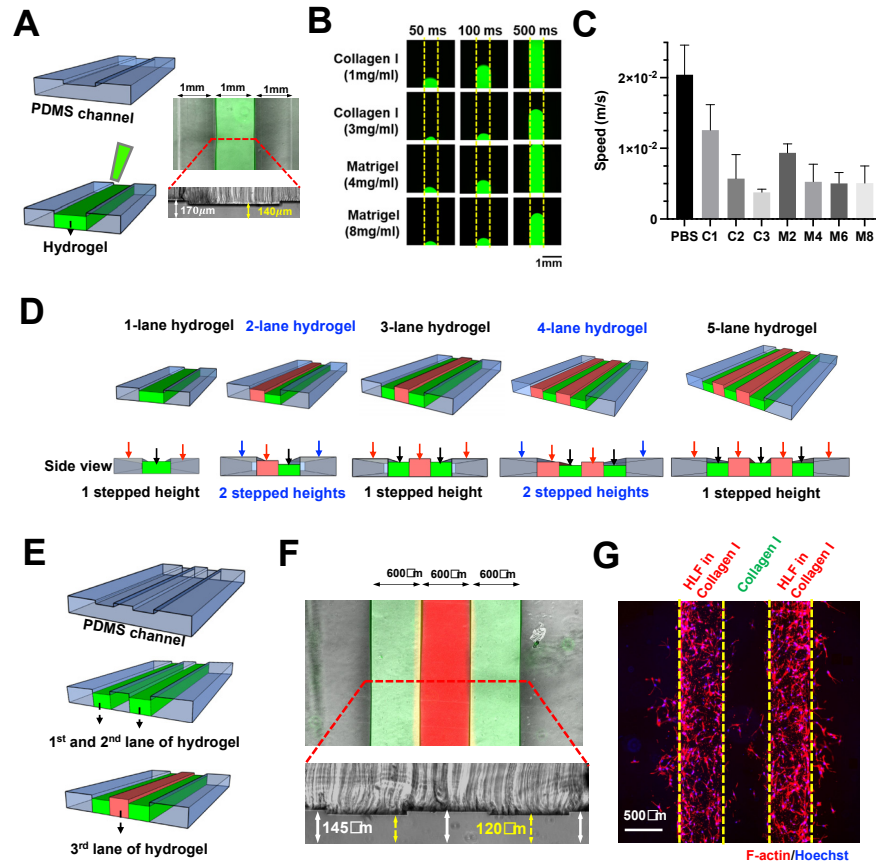 A
PDMS channel
Hydrogel
1mm 1mm 1mm
170μm
140μm
B
50 ms 100 ms 500 ms
Collagen I
(1mg/ml)
Collagen I
(3mg/ml)
Matrigel
(4mg/ml)
Matrigel
(8mg/ml)
1mm
C
Speed (m/s)
2×10⁻²
1×10⁻²
0
PBS C1 C2 C3 M2 M4 M6 M8
D
1-lane hydrogel 2-lane hydrogel 3-lane hydrogel 4-lane hydrogel 5-lane hydrogel
Side view
1 stepped height 2 stepped heights 1 stepped height 2 stepped heights 1 stepped height
E
PDMS channel
1st and 2nd lane of hydrogel
3rd lane of hydrogel
F
600□m 600□m 600□m
145□m
120□m
G
HLF in
Collagen I
Collagen I
HLF in
Collagen I
500□m
F-actin/Hoechst